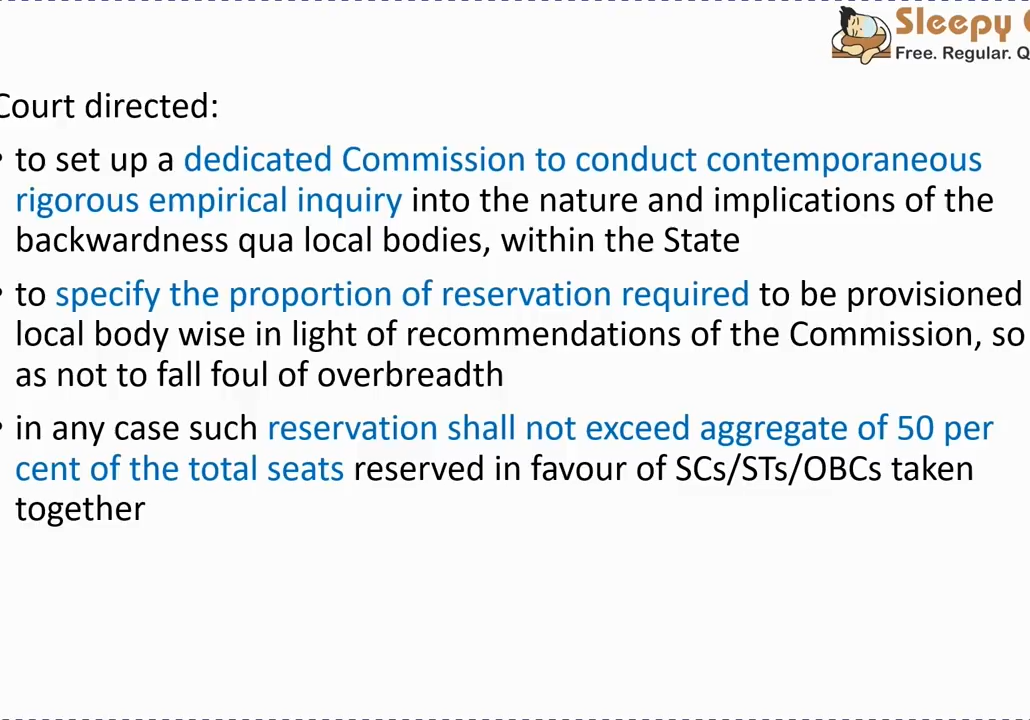 Sleepy
Free. Regular. Q
Court directed:
• to set up a dedicated Commission to conduct contemporaneous
rigorous empirical inquiry into the nature and implications of the
backwardness qua local bodies, within the State
• to specify the proportion of reservation required to be provisioned
local body wise in light of recommendations of the Commission, so
as not to fall foul of overbreadth
• in any case such reservation shall not exceed aggregate of 50 per
cent of the total seats reserved in favour of SCs/STs/OBCs taken
together